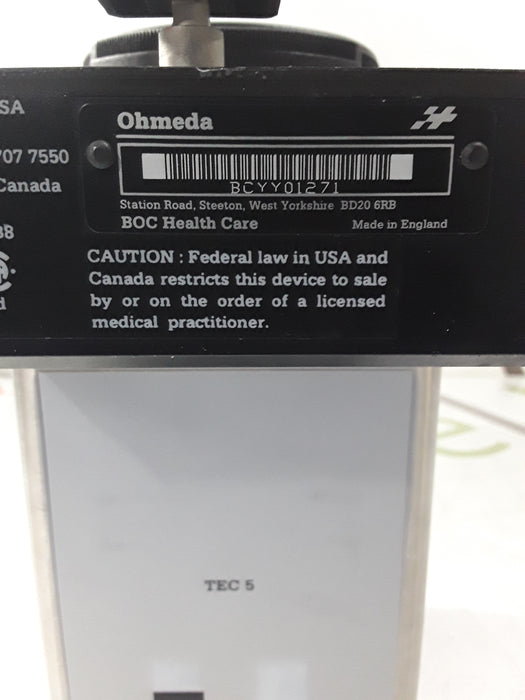 SA
707 7550
Canada
88
d
Ohmeda
BCYY01271
Station Road, Steeton, West Yorkshire BD20 6RB
BOC Health Care
Made in England
CAUTION : Federal law in USA and
Canada restricts this device to sale
by or on the order of a licensed
medical practitioner.
TEC 5